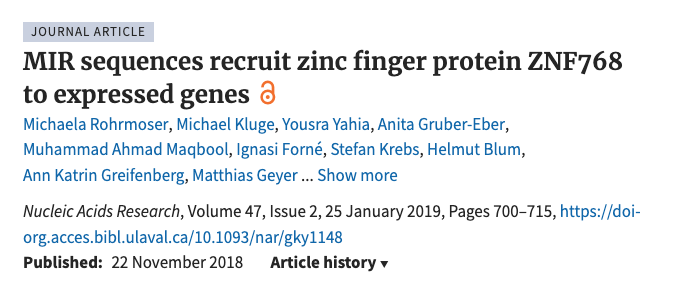 JOURNAL ARTICLE
MIR sequences recruit zinc finger protein ZNF768
to expressed genes
Michaela Rohrmoser, Michael Kluge, Yousra Yahia, Anita Gruber-Eber,
Muhammad Ahmad Maqbool, Ignasi Forné, Stefan Krebs, Helmut Blum,
Ann Katrin Greifenberg, Matthias Geyer ... Show more
Nucleic Acids Research, Volume 47, Issue 2, 25 January 2019, Pages 700–715, https://doi-
org.acces.bibl.ulaval.ca/10.1093/nar/gky1148
Published: 22 November 2018 Article history ▾